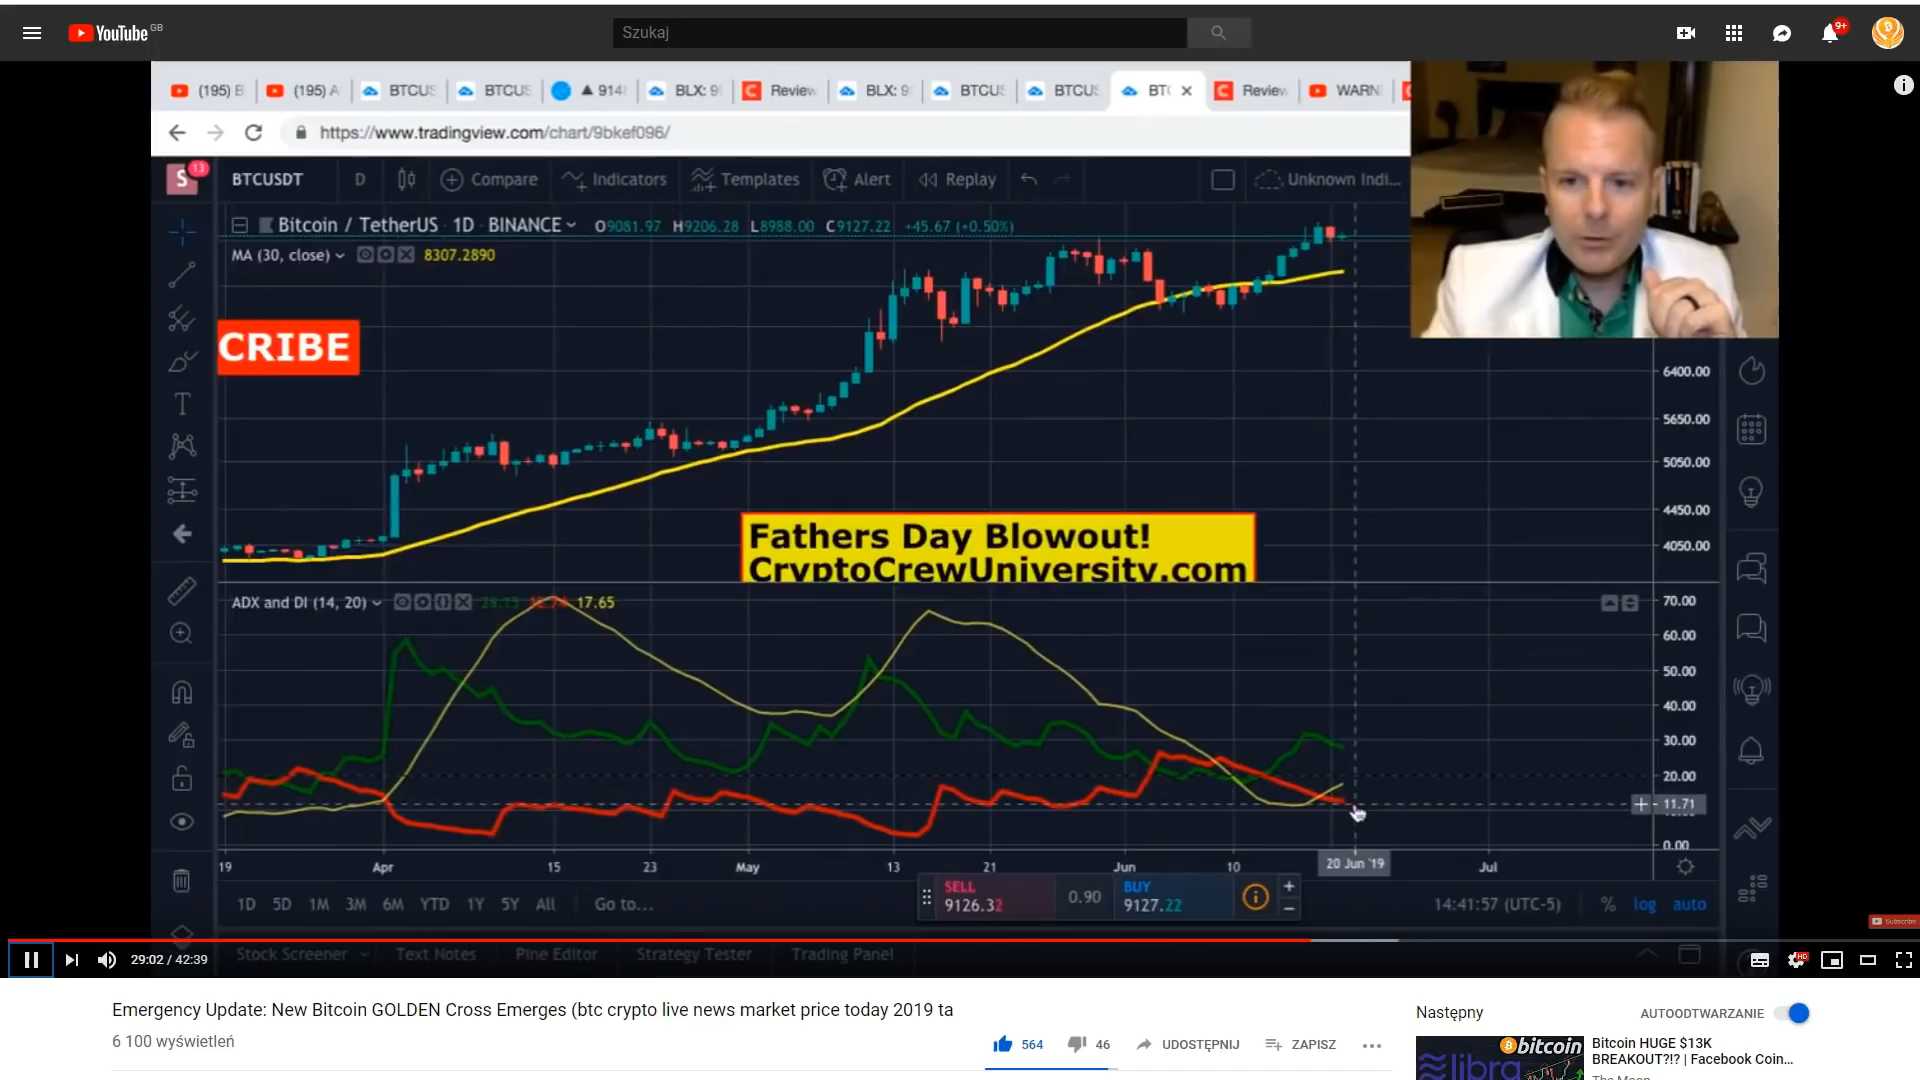 YouTube GB
Szukaj
9+
(195) B
(195) A
BTCUS
BTCUS
▲ 914
BLX: 9
Review
BLX: 9
BTCUS
BTCUS
BTC
Review
WARN
https://www.tradingview.com/chart/9bkef096/
S 13
BTCUSDT D Compare Indicators Templates Alert Replay Unknown Indi...
Bitcoin / TetherUS 1D BINANCE O9081.97 H9206.28 L8988.00 C9127.22 +45.67 (+0.50%)
MA (30, close) 8307.2890
CRIBE
6400.00
5650.00
5050.00
4450.00
4050.00
Fathers Day Blowout!
CryptoCrewUniversity.com
ADX and DI (14, 20) 17.65
70.00
60.00
50.00
40.00
30.00
20.00
11.71
0.00
19 Apr 15 23 May 13 21 Jun 10 20 Jun '19 Jul
SELL
9126.32
0.90
BUY
9127.22
1D 5D 1M 3M 6M YTD 1Y 5Y All Go to...
14:41:57 (UTC-5) % log auto
Subscribe
Stock Screener Text Notes Pine Editor Strategy Tester Trading Panel
29:02 / 42:39
HD
Emergency Update: New Bitcoin GOLDEN Cross Emerges (btc crypto live news market price today 2019 ta
6 100 wyświetleń
564
46
UDOSTĘPNIJ
ZAPISZ
Następny
AUTOODTWARZANIE
bitcoin
libra
Bitcoin HUGE $13K
BREAKOUT?!? | Facebook Coin...
The Moon